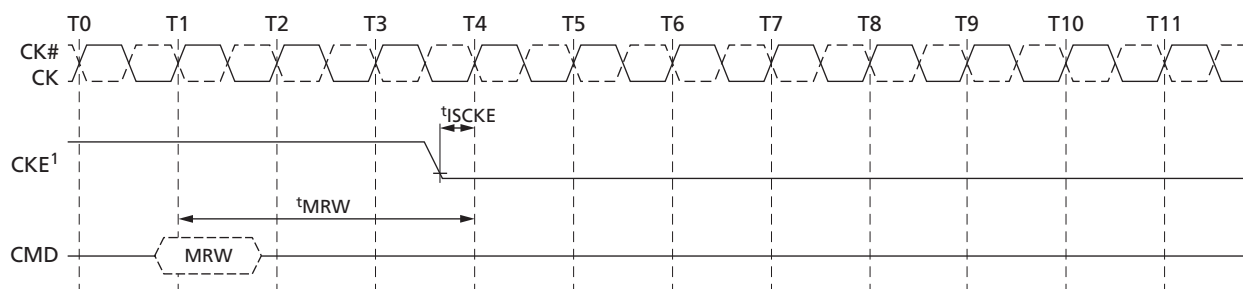 T0 T1 T2 T3 T4 T5 T6 T7 T8 T9 T10 T11
CK#
CK
tISCKE
CKE1
tMRW
CMD MRW